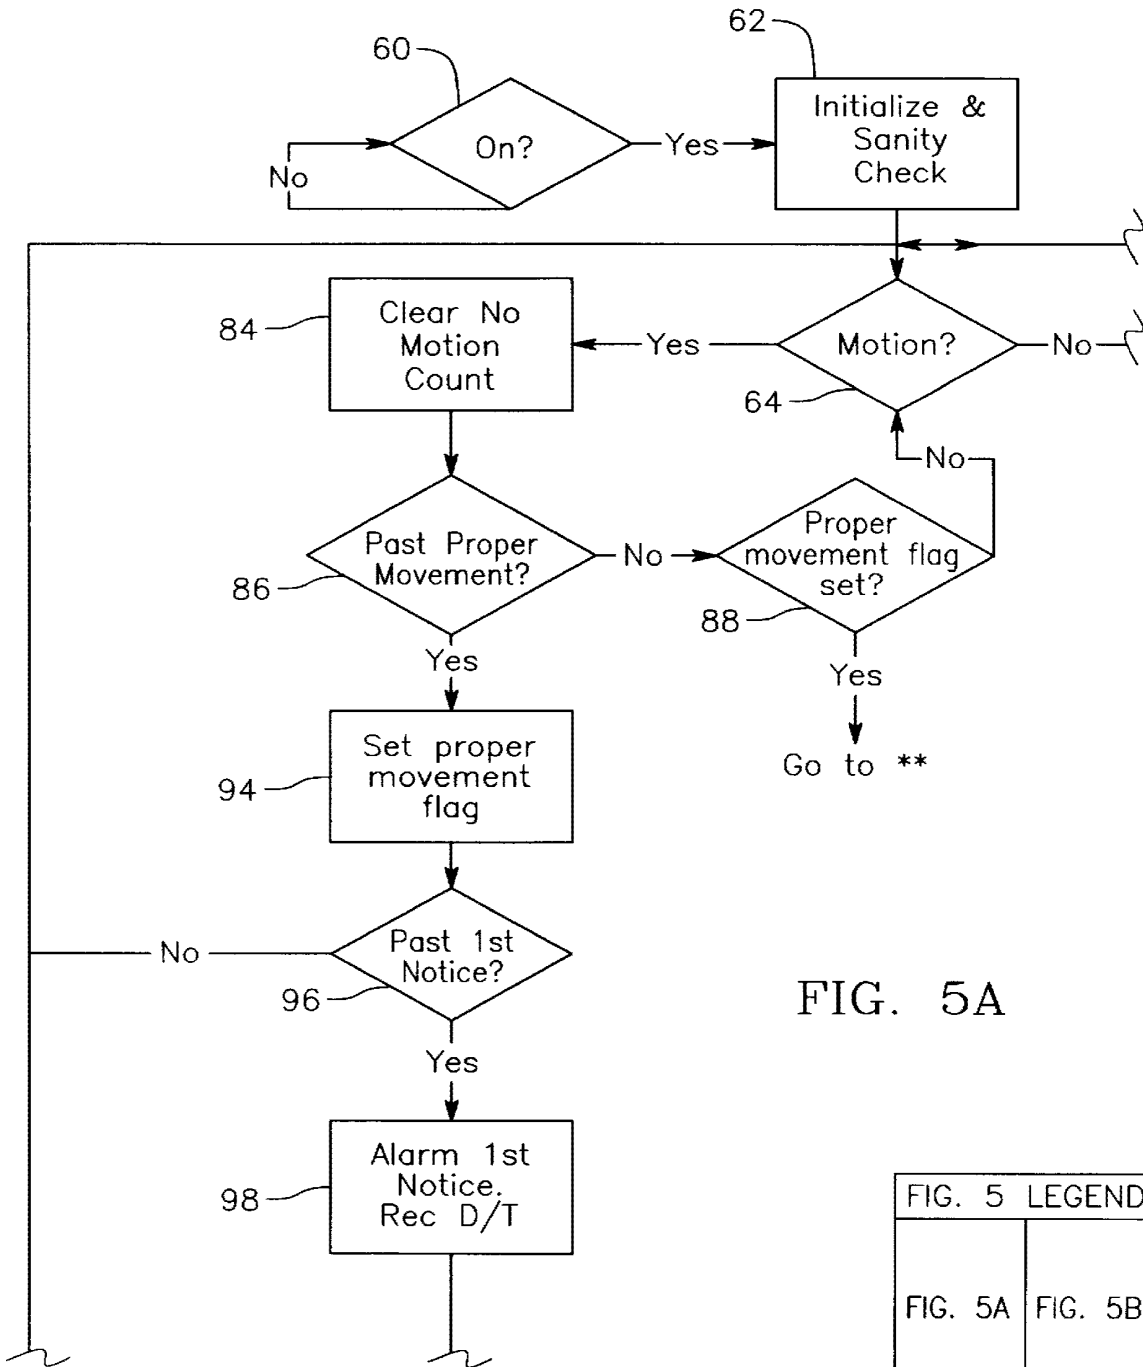 60
62
On?
Yes
No
Initialize &
Sanity
Check
84
Clear No
Motion
Count
Yes
Motion?
No
64
No
Past Proper
Movement?
86
No
Proper
movement flag
set?
88
Yes
Yes
Go to **
94
Set proper
movement
flag
No
Past 1st
Notice?
96
FIG. 5A
Yes
98
Alarm 1st
Notice.
Rec D/T
FIG. 5 LEGEND
FIG. 5A
FIG. 5B